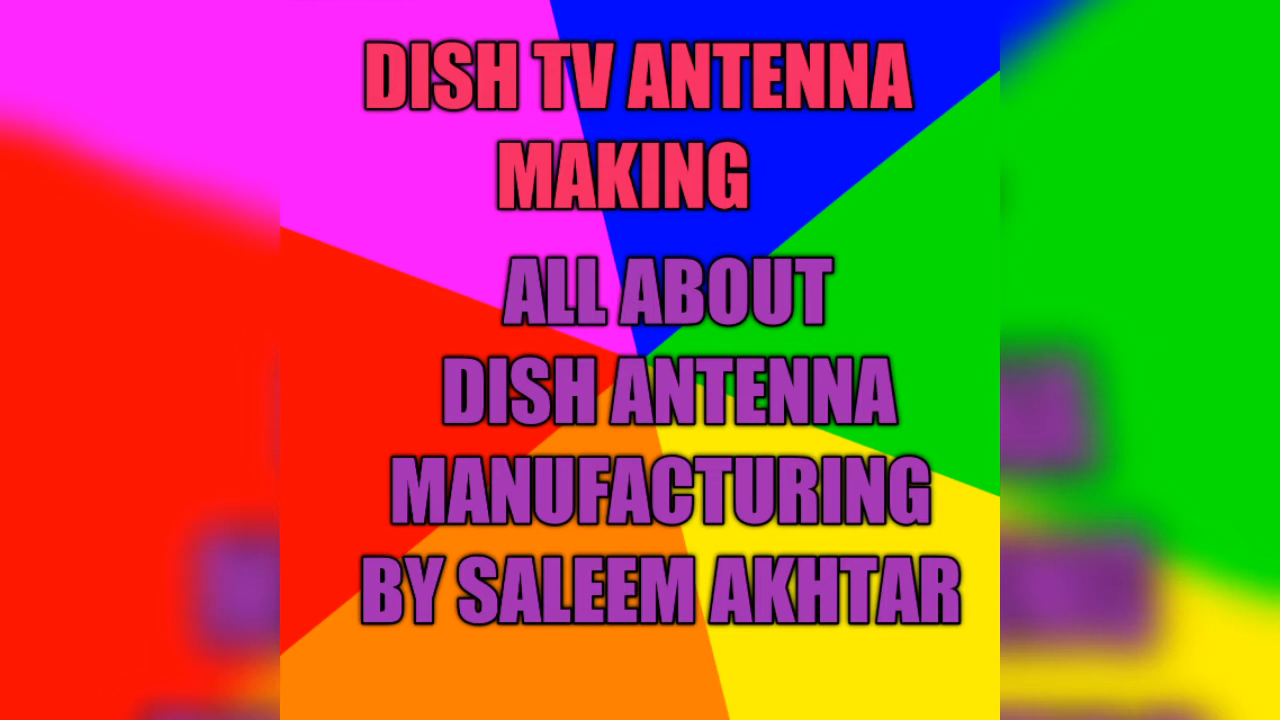 DISH TV ANTENNA
MAKING
ALL ABOUT
DISH ANTENNA
MANUFACTURING
BY SALEEM AKHTAR